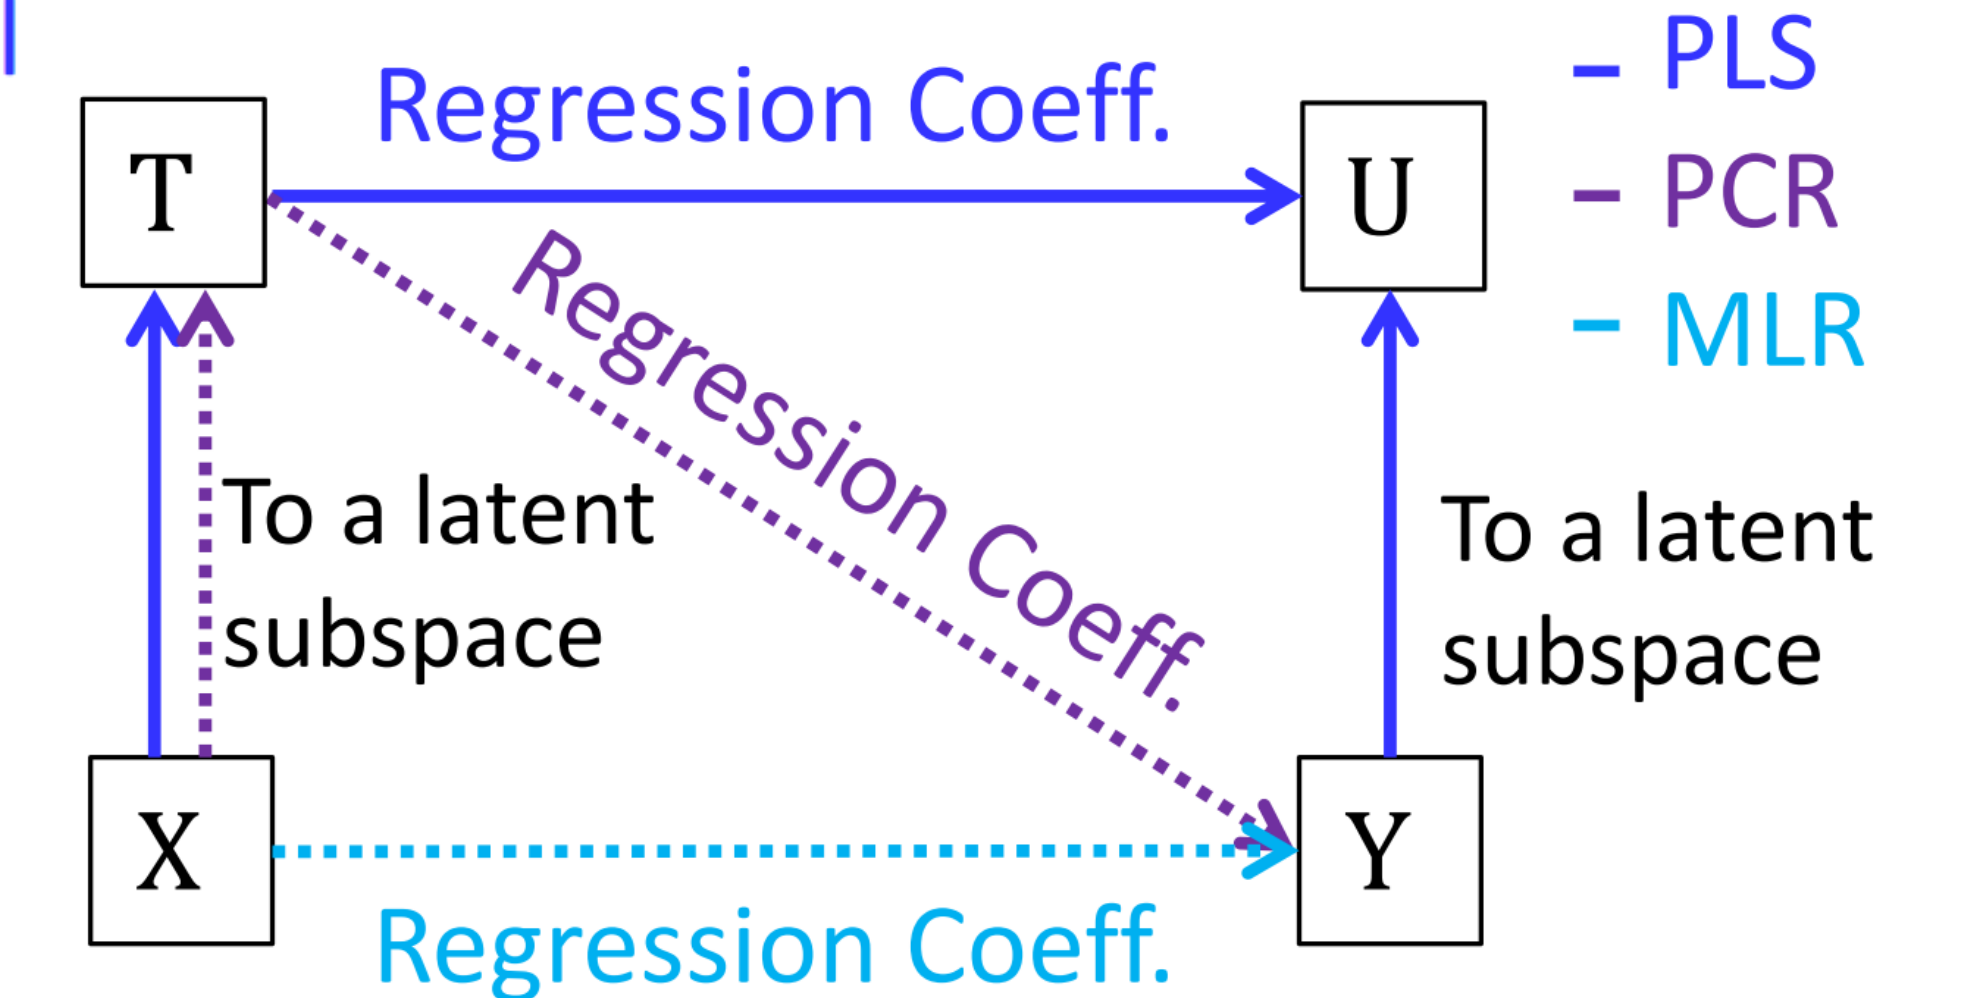 Regression Coeff.
– PLS
T
U
– PCR
Regression Coeff.
– MLR
To a latent
subspace
To a latent
subspace
X
Y
Regression Coeff.